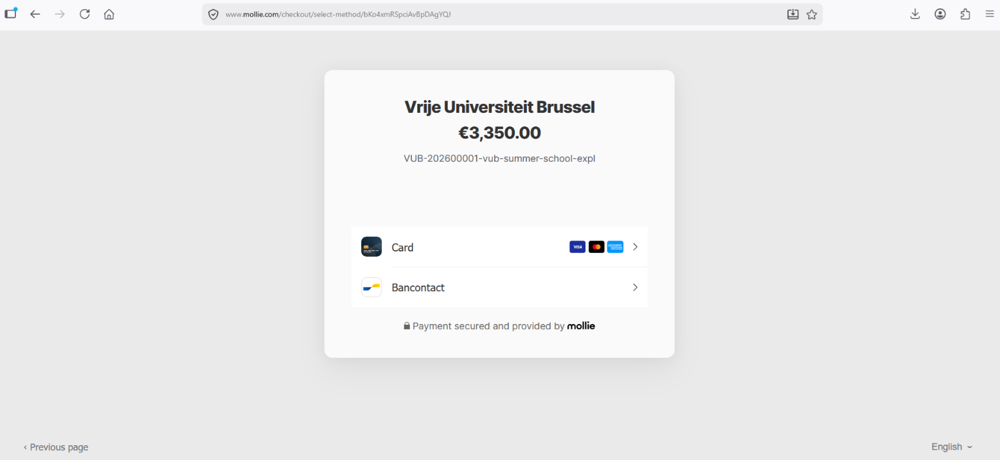 www.mollie.com/checkout/select-method/bKo4xmRSpciAvBpDAgYQJ
Vrije Universiteit Brussel
€3,350.00
VUB-202600001-vub-summer-school-expl
Card
VISA
Bancontact
Payment secured and provided by mollie
‹ Previous page
English